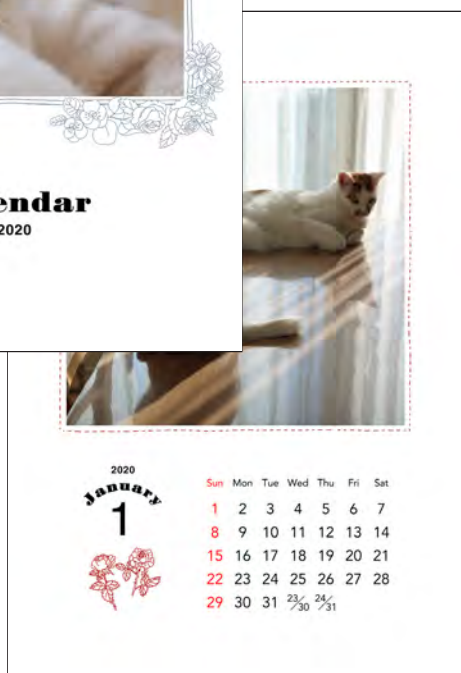 endar
2020
2020
January
1
Sun Mon Tue Wed Thu Fri Sat
1 2 3 4 5 6 7
8 9 10 11 12 13 14
15 16 17 18 19 20 21
22 23 24 25 26 27 28
29 30 31 23/30 24/31